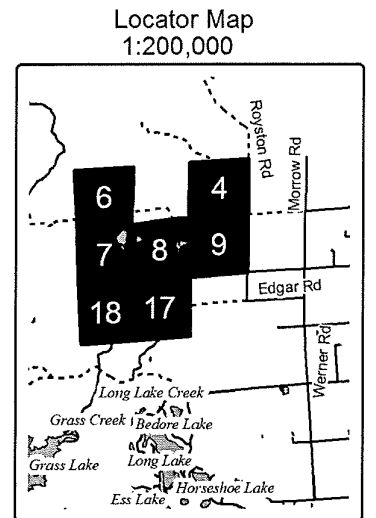 Locator Map
1:200,000
Royston Rd
Morrow Rd
6
4
7
8
9
Edgar Rd
18
17
Werner Rd
Long Lake Creek
Grass Creek
Bedore Lake
Grass Lake
Long Lake
Horseshoe Lake
Ess Lake